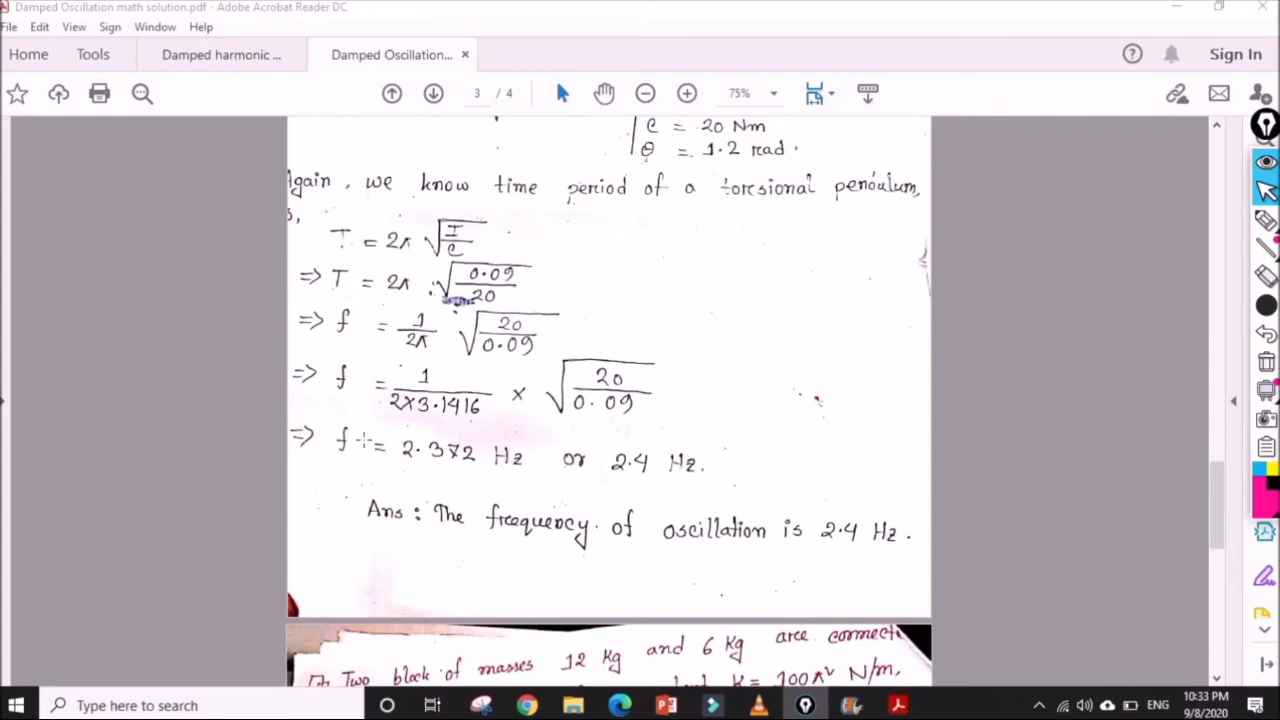 Damped Oscillation math solution.pdf - Adobe Acrobat Reader DC
File Edit View Sign Window Help
Home Tools Damped harmonic ... Damped Oscillation... × Sign In
3 / 4 75%
C = 20 Nm
θ = 1.2 rad.
Again, we know time period of a torsional pendulum,
s,
T = 2π √(I/C)
=> T = 2π √(0.09/20)
=> f = 1/2π √(20/0.09)
=> f = 1/(2×3.1416) × √(20/0.09)
=> f = 2.372 Hz or 2.4 Hz.
Ans: The frequency of oscillation is 2.4 Hz.
Two block of masses 12 Kg and 6 Kg are connect
K = 100π² N/m,
Type here to search
ENG
10:33 PM
9/8/2020